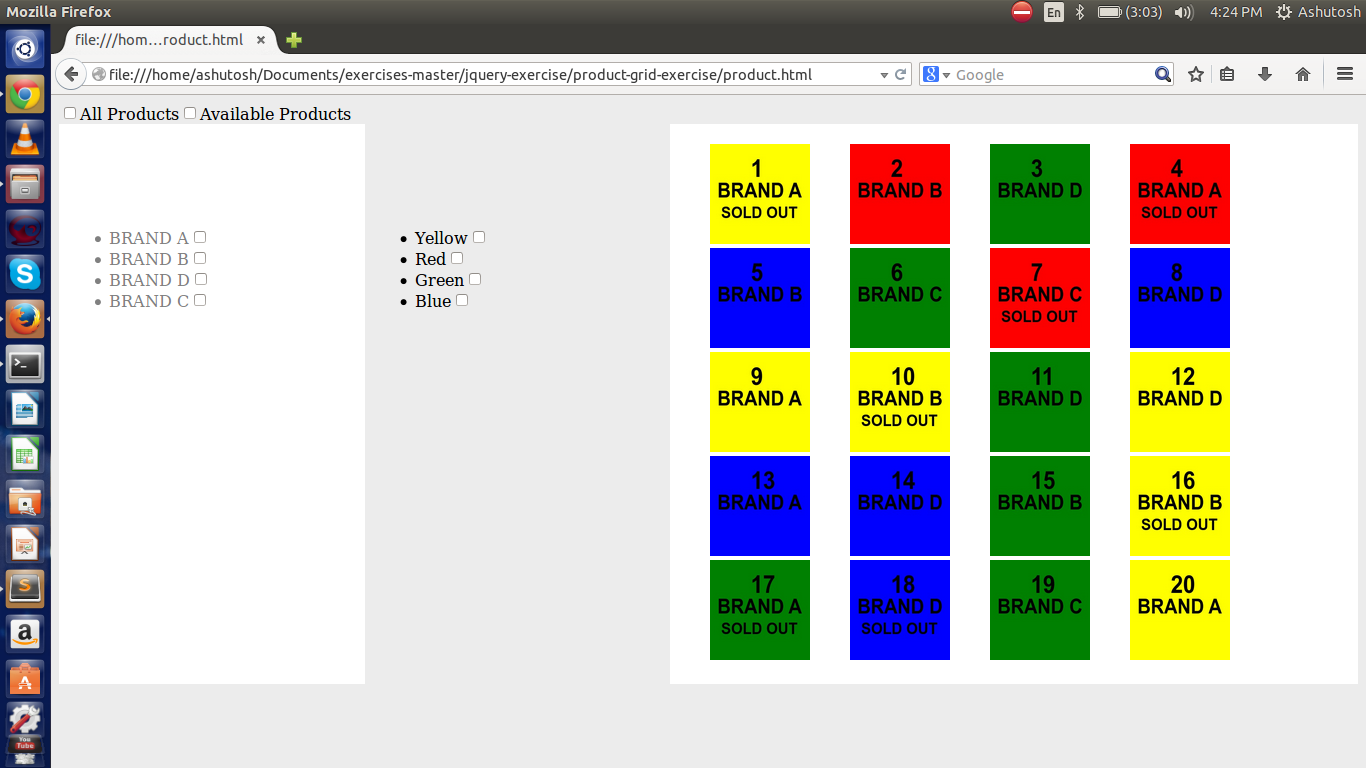 Mozilla Firefox
En
(3:03)
4:24 PM
Ashutosh
file:///hom...roduct.html
file:///home/ashutosh/Documents/exercises-master/jquery-exercise/product-grid-exercise/product.html
Google
All Products Available Products
BRAND A
BRAND B
BRAND D
BRAND C
Yellow
Red
Green
Blue
1
BRAND A
SOLD OUT
2
BRAND B
3
BRAND D
4
BRAND A
SOLD OUT
5
BRAND B
6
BRAND C
7
BRAND C
SOLD OUT
8
BRAND D
9
BRAND A
10
BRAND B
SOLD OUT
11
BRAND D
12
BRAND D
13
BRAND A
14
BRAND D
15
BRAND B
16
BRAND B
SOLD OUT
17
BRAND A
SOLD OUT
18
BRAND D
SOLD OUT
19
BRAND C
20
BRAND A
You Tube